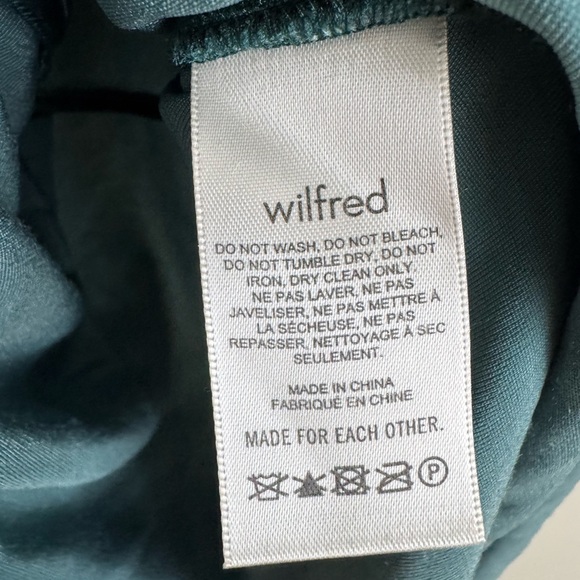 wilfred
DO NOT WASH, DO NOT BLEACH,
DO NOT TUMBLE DRY, DO NOT
IRON, DRY CLEAN ONLY
NE PAS LAVER, NE PAS
JAVELISER, NE PAS METTRE À
LA SÉCHEUSE, NE PAS
REPASSER, NETTOYAGE À SEC
SEULEMENT.
MADE IN CHINA
FABRIQUÉ EN CHINE
MADE FOR EACH OTHER.
P